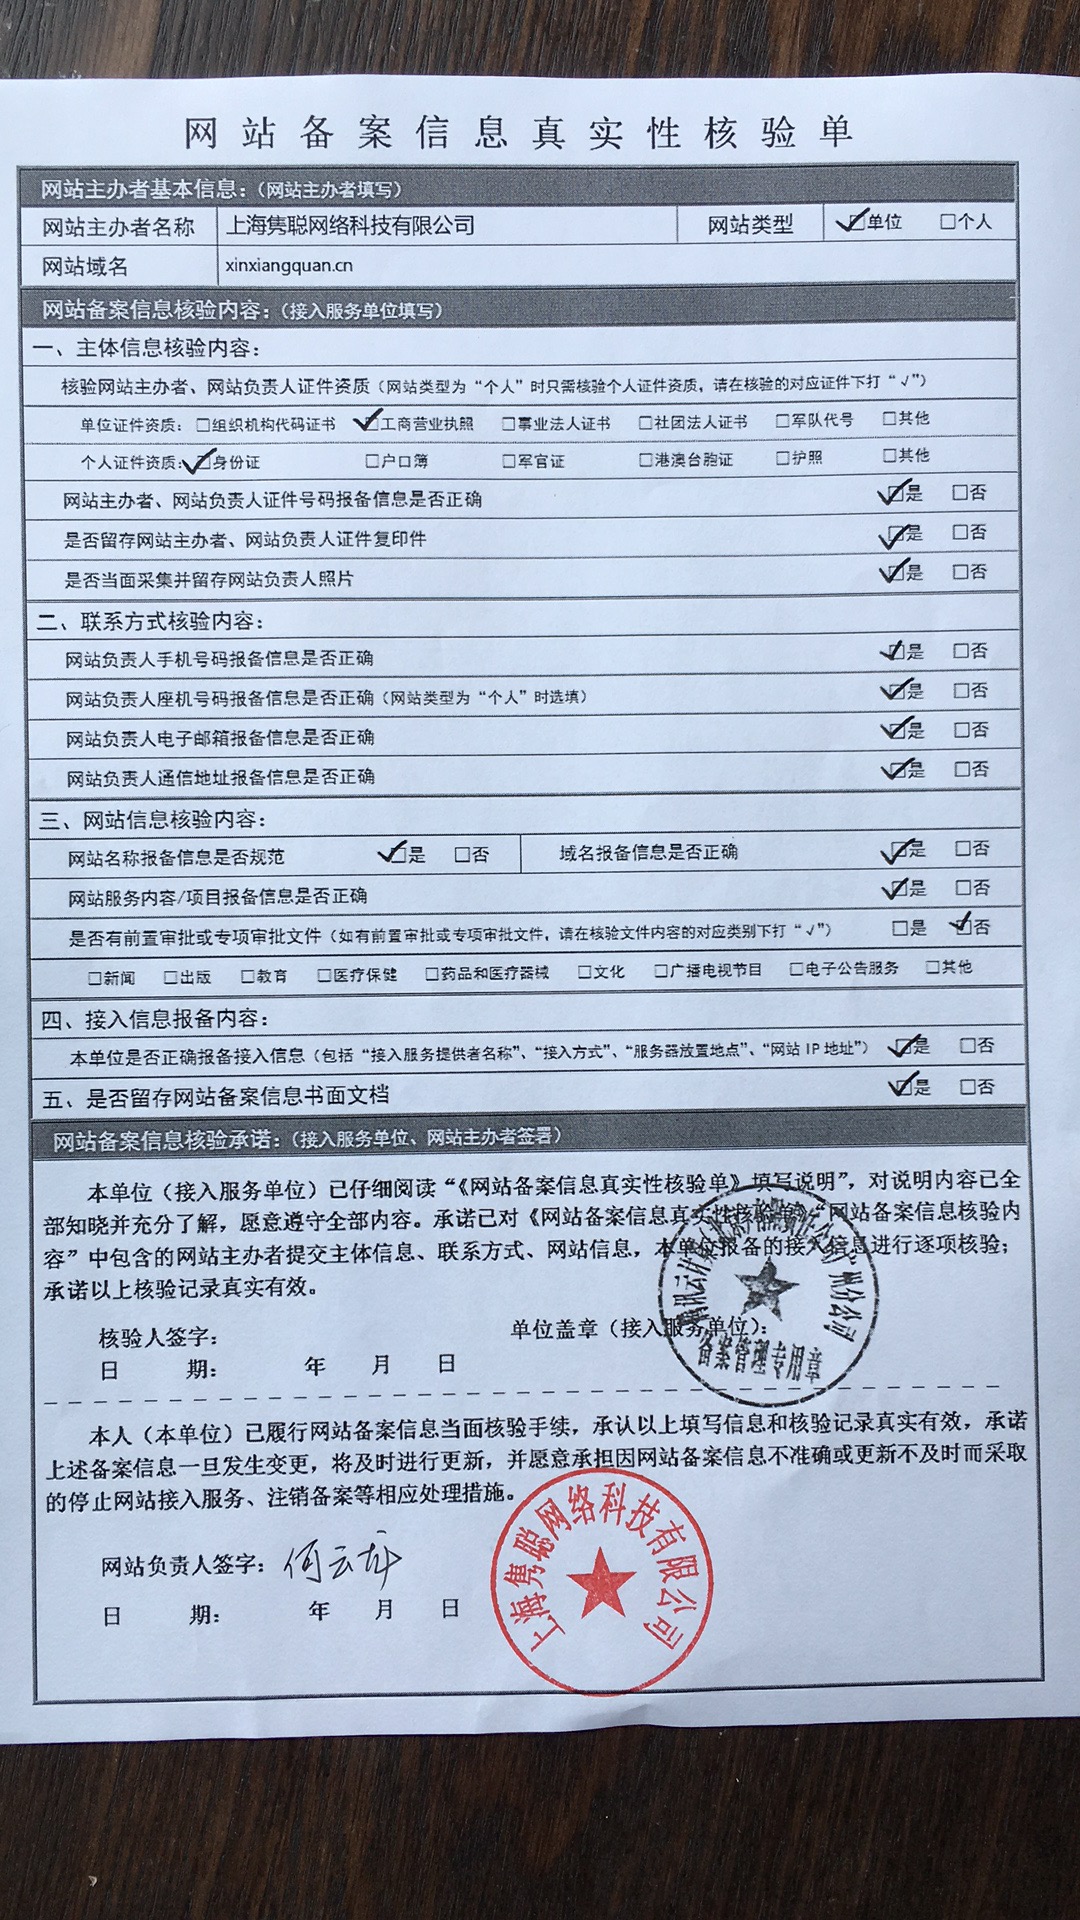 网站备案信息真实性核验单
网站主办者基本信息：（网站主办者填写）
网站主办者名称 上海隽聪网络科技有限公司 网站类型 ☑单位 □个人
网站域名 xinxiangquan.cn
网站备案信息核验内容：（接入服务单位填写）
一、主体信息核验内容：
核验网站主办者、网站负责人证件资质（网站类型为“个人”时只需核验个人证件资质，请在核验的对应证件下打“√”）
单位证件资质：□组织机构代码证书 ☑工商营业执照 □事业法人证书 □社团法人证书 □军队代号 □其他
个人证件资质：☑身份证 □户口簿 □军官证 □港澳台胞证 □护照 □其他
网站主办者、网站负责人证件号码报备信息是否正确 ☑是 □否
是否留存网站主办者、网站负责人证件复印件 ☑是 □否
是否当面采集并留存网站负责人照片 ☑是 □否
二、联系方式核验内容：
网站负责人手机号码报备信息是否正确 ☑是 □否
网站负责人座机号码报备信息是否正确（网站类型为“个人”时选填） ☑是 □否
网站负责人电子邮箱报备信息是否正确 ☑是 □否
网站负责人通信地址报备信息是否正确 ☑是 □否
三、网站信息核验内容：
网站名称报备信息是否规范 ☑是 □否 域名报备信息是否正确 ☑是 □否
网站服务内容/项目报备信息是否正确 ☑是 □否
是否有前置审批或专项审批文件（如有前置审批或专项审批文件，请在核验文件内容的对应类别下打“√”） □是 ☑否
□新闻 □出版 □教育 □医疗保健 □药品和医疗器械 □文化 □广播电视节目 □电子公告服务 □其他
四、接入信息报备内容：
本单位是否正确报备接入信息（包括“接入服务提供者名称”、“接入方式”、“服务器放置地点”、“网站IP地址”） ☑是 □否
五、是否留存网站备案信息书面文档 ☑是 □否
网站备案信息核验承诺：（接入服务单位、网站主办者签署）
本单位（接入服务单位）已仔细阅读“《网站备案信息真实性核验单》填写说明”，对说明内容已全
部知晓并充分了解，愿意遵守全部内容。承诺已对《网站备案信息真实性核验单》“网站备案信息核验内
容”中包含的网站主办者提交主体信息、联系方式、网站信息，本单位报备的接入信息进行逐项核验；
承诺以上核验记录真实有效。
核验人签字： 单位盖章（接入服务单位）：
日 期： 年 月 日
腾讯云计算（北京）有限责任公司广州分公司
备案管理专用章
本人（本单位）已履行网站备案信息当面核验手续，承认以上填写信息和核验记录真实有效，承诺
上述备案信息一旦发生变更，将及时进行更新，并愿意承担因网站备案信息不准确或更新不及时而采取
的停止网站接入服务、注销备案等相应处理措施。
网站负责人签字：何云
日 期： 年 月 日
上海隽聪网络科技有限公司